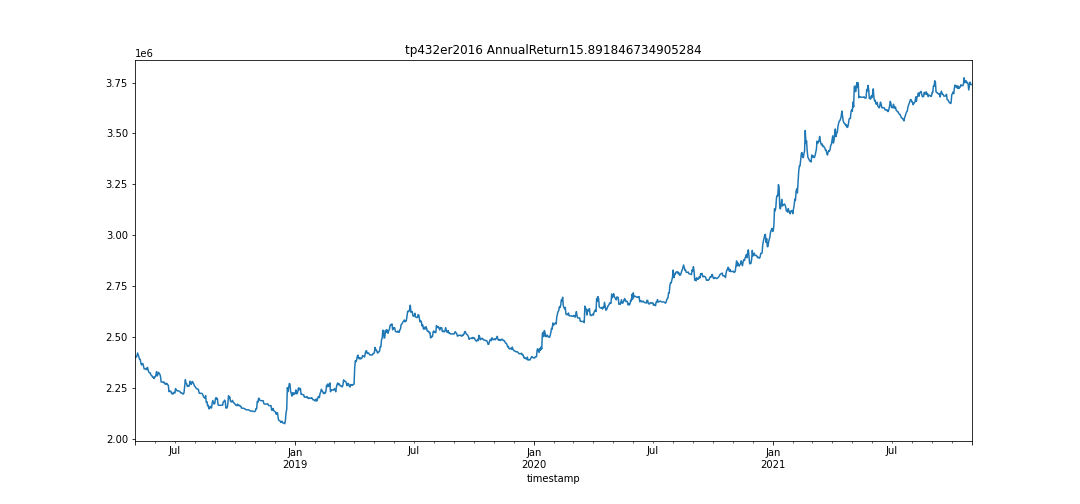 tp432er2016 AnnualReturn15.891846734905284
1e6
3.75
3.50
3.25
3.00
2.75
2.50
2.25
2.00
Jul Jan Jul Jan Jul Jan Jul
2019 2020 2021
timestamp